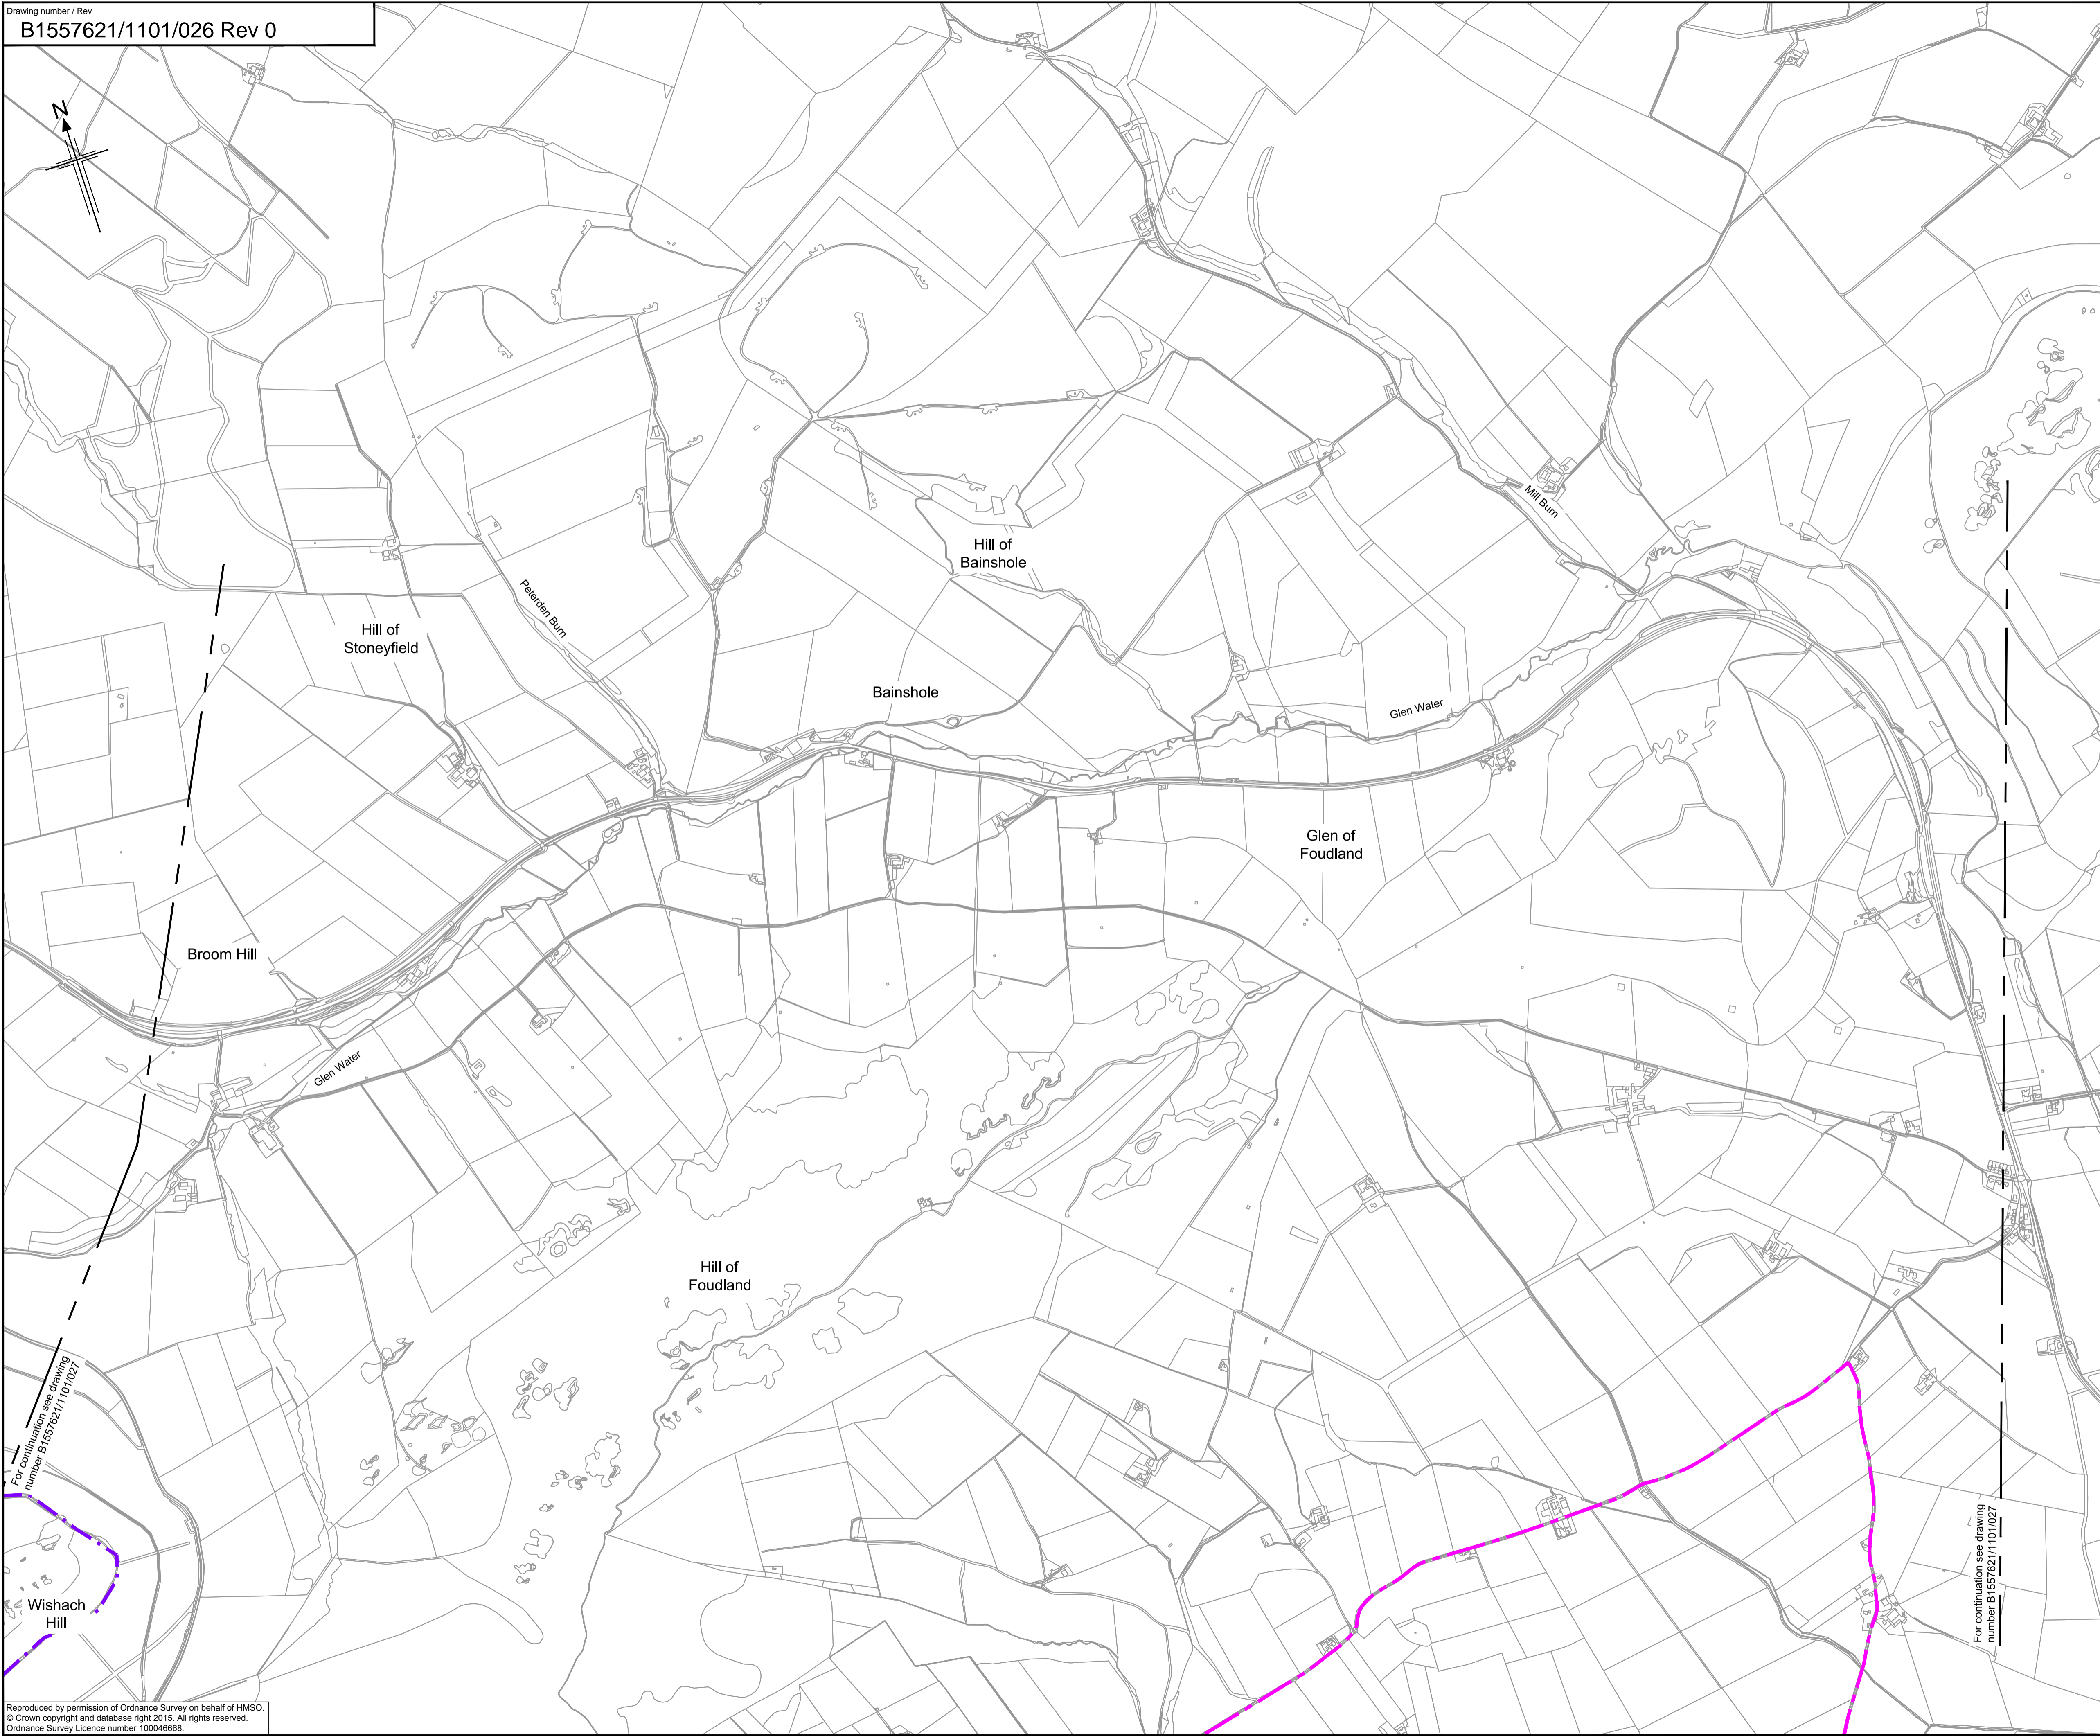 Drawing number / Rev
B1557621/1101/026 Rev 0
N
Mill Burn
Hill of
Bainshole
Peterden Burn
Hill of
Stoneyfield
Bainshole
Glen Water
Glen of
Foudland
Broom Hill
Glen Water
Hill of
Foudland
For continuation see drawing
number B1557621/1101/027
For continuation see drawing
number B1557621/1101/027
Wishach
Hill
Reproduced by permission of Ordnance Survey on behalf of HMSO.
© Crown copyright and database right 2015. All rights reserved.
Ordnance Survey Licence number 100046668.